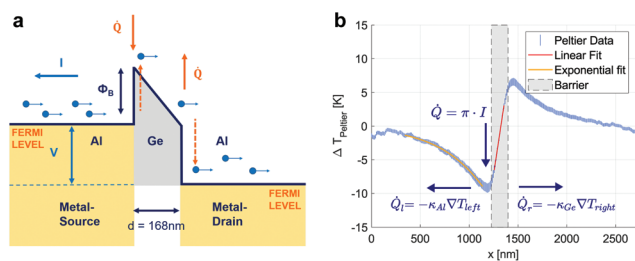 a
Q̇
I
Q̇
Φ_B
FERMI
LEVEL
Al
Ge
Al
V
FERMI
LEVEL
Metal-
Source
Metal-
Drain
d = 168nm
b
15
10
5
0
-5
-10
-15
Δ T_Peltier [K]
Peltier Data
Linear Fit
Exponential fit
Barrier
Q̇ = π · I
Q̇_l = −κ_Al ∇T_left
Q̇_r = −κ_Ge ∇T_right
0 500 1000 1500 2000 2500
x [nm]